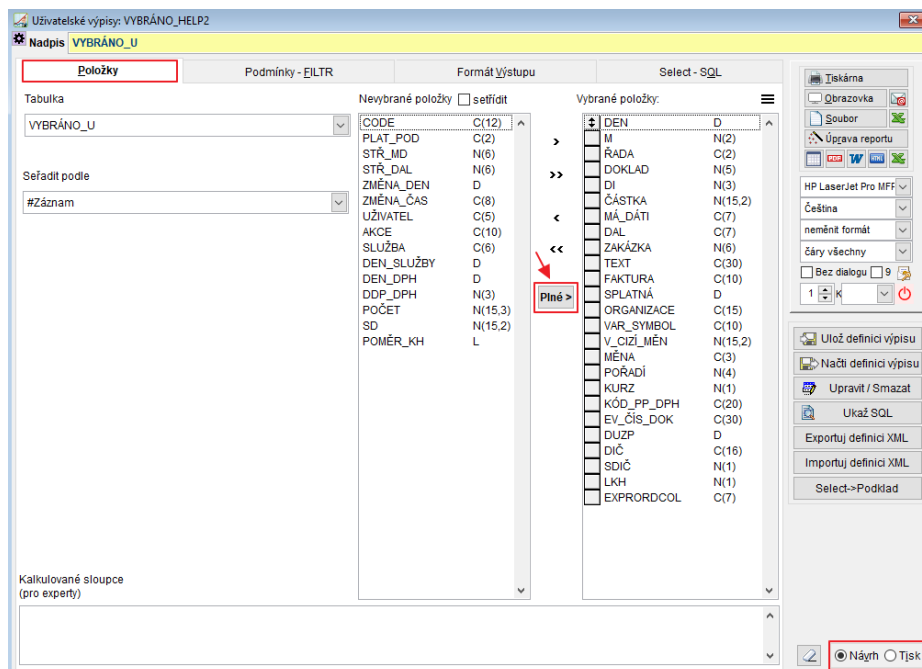 Uživatelské výpisy: VYBRÁNO_HELP2
Nadpis VYBRÁNO_U
Položky Podmínky - FILTR Formát Výstupu Select - SQL
Tabulka
VYBRÁNO_U
Seřadit podle
#Záznam
Nevybrané položky setřídit
CODE C(12)
PLAT_POD C(2)
STŘ_MD N(6)
STŘ_DAL N(6)
ZMĚNA_DEN D
ZMĚNA_ČAS C(8)
UŽIVATEL C(5)
AKCE C(10)
SLUŽBA C(6)
DEN_SLUŽBY D
DEN_DPH D
DDP_DPH N(3)
POČET N(15,3)
SD N(15,2)
POMĚR_KH L
>
>>
<
<<
Plné >
Vybrané položky:
DEN D
M N(2)
ŘADA C(2)
DOKLAD N(5)
DI N(3)
ČÁSTKA N(15,2)
MÁ_DÁTI C(7)
DAL C(7)
ZAKÁZKA N(6)
TEXT C(30)
FAKTURA C(10)
SPLATNÁ D
ORGANIZACE C(15)
VAR_SYMBOL C(10)
V_CIZÍ_MĚN N(15,2)
MĚNA C(3)
POŘADÍ N(4)
KURZ N(1)
KÓD_PP_DPH C(20)
EV_ČÍS_DOK C(30)
DUZP D
DIČ C(16)
SDIČ N(1)
LKH N(1)
EXPRORDCOL C(7)
Kalkulované sloupce
(pro experty)
Tiskárna
Obrazovka
Soubor
Úprava reportu
PDF W HTML
HP LaserJet Pro MFF
Čeština
neměnit formát
čáry všechny
Bez dialogu 9
1 K
Ulož definici výpisu
Načti definici výpisu
Upravit / Smazat
Ukaž SQL
Exportuj definici XML
Importuj definici XML
Select->Podklad
Návrh Tisk